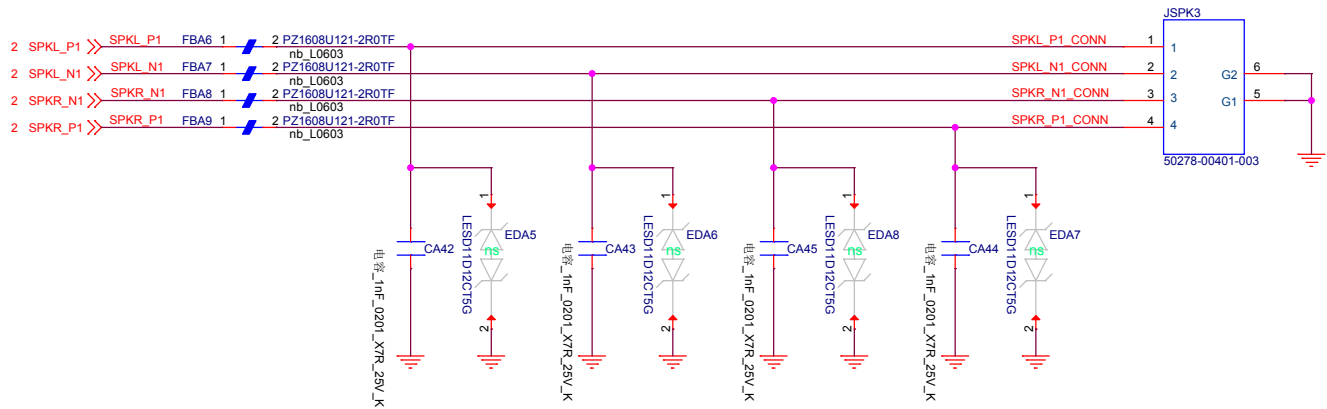 JSPK3
2 SPKL_P1 SPKL_P1 FBA6 1 2 PZ1608U121-2R0TF SPKL_P1_CONN 1 1
nb_L0603
2 SPKL_N1 SPKL_N1 FBA7 1 2 PZ1608U121-2R0TF SPKL_N1_CONN 2 2 G2 6
nb_L0603
2 SPKR_N1 SPKR_N1 FBA8 1 2 PZ1608U121-2R0TF SPKR_N1_CONN 3 3 G1 5
nb_L0603
2 SPKR_P1 SPKR_P1 FBA9 1 2 PZ1608U121-2R0TF SPKR_P1_CONN 4 4
nb_L0603
50278-00401-003
CA42
电容_1nF_0201_X7R_25V_K
1
EDA5
ns
LESD11D12CT5G
2
CA43
电容_1nF_0201_X7R_25V_K
1
EDA6
ns
LESD11D12CT5G
2
CA45
电容_1nF_0201_X7R_25V_K
1
EDA8
ns
LESD11D12CT5G
2
CA44
电容_1nF_0201_X7R_25V_K
1
EDA7
ns
LESD11D12CT5G
2